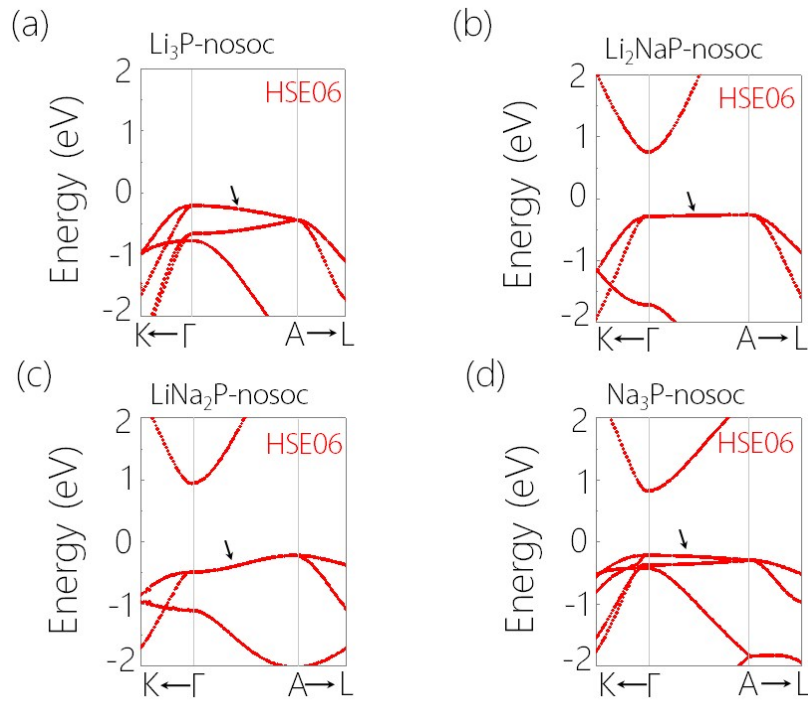 (a)
Li₃P-nosoc
HSE06
Energy (eV)
2
1
0
-1
-2
K←Γ A→L
(b)
Li₂NaP-nosoc
HSE06
Energy (eV)
2
1
0
-1
-2
K←Γ A→L
(c)
LiNa₂P-nosoc
HSE06
Energy (eV)
2
1
0
-1
-2
K←Γ A→L
(d)
Na₃P-nosoc
HSE06
Energy (eV)
2
1
0
-1
-2
K←Γ A→L